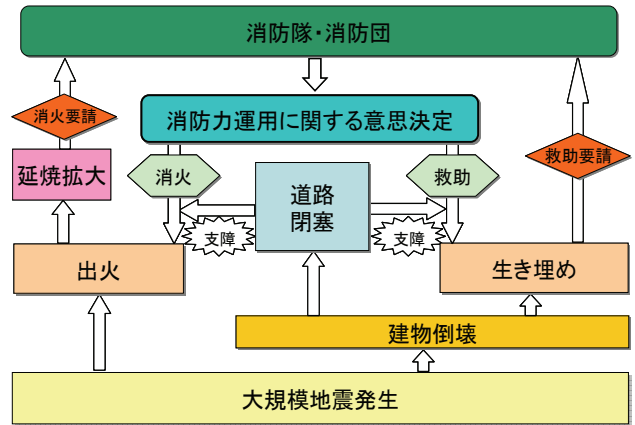 消防隊・消防団
消火要請
消防力運用に関する意思決定
救助要請
延焼拡大
消火
道路
閉塞
救助
支障
支障
出火
生き埋め
建物倒壊
大規模地震発生